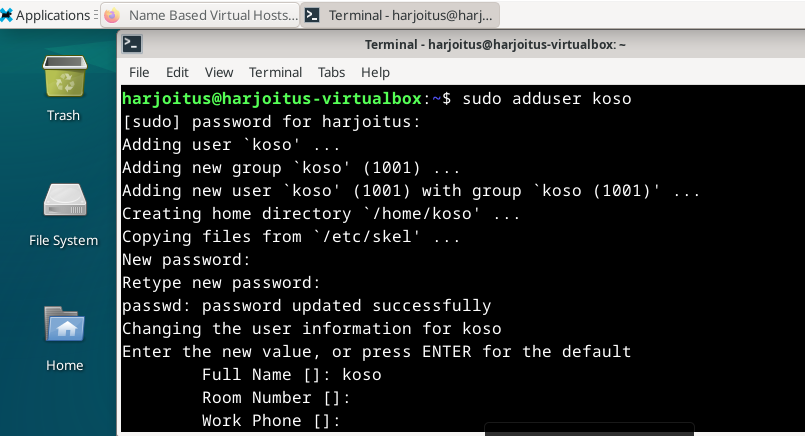 Applications
Name Based Virtual Hosts...
Terminal - harjoitus@harj...
Terminal - harjoitus@harjoitus-virtualbox: ~
File Edit View Terminal Tabs Help
Trash
File System
Home
harjoitus@harjoitus-virtualbox:~$ sudo adduser koso
[sudo] password for harjoitus:
Adding user `koso' ...
Adding new group `koso' (1001) ...
Adding new user `koso' (1001) with group `koso (1001)' ...
Creating home directory `/home/koso' ...
Copying files from `/etc/skel' ...
New password:
Retype new password:
passwd: password updated successfully
Changing the user information for koso
Enter the new value, or press ENTER for the default
Full Name []: koso
Room Number []:
Work Phone []: